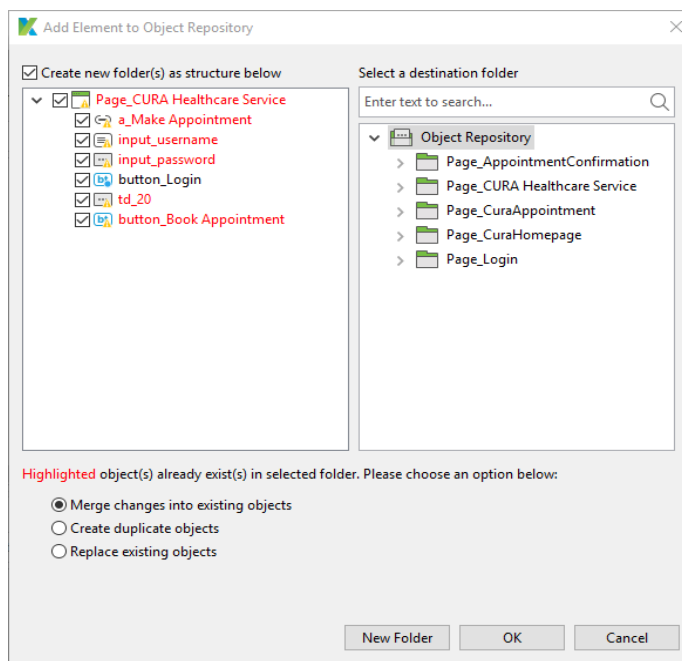 Add Element to Object Repository
Create new folder(s) as structure below
Page_CURA Healthcare Service
a_Make Appointment
input_username
input_password
button_Login
td_20
button_Book Appointment
Select a destination folder
Enter text to search...
Object Repository
Page_AppointmentConfirmation
Page_CURA Healthcare Service
Page_CuraAppointment
Page_CuraHomepage
Page_Login
Highlighted object(s) already exist(s) in selected folder. Please choose an option below:
Merge changes into existing objects
Create duplicate objects
Replace existing objects
New Folder
OK
Cancel